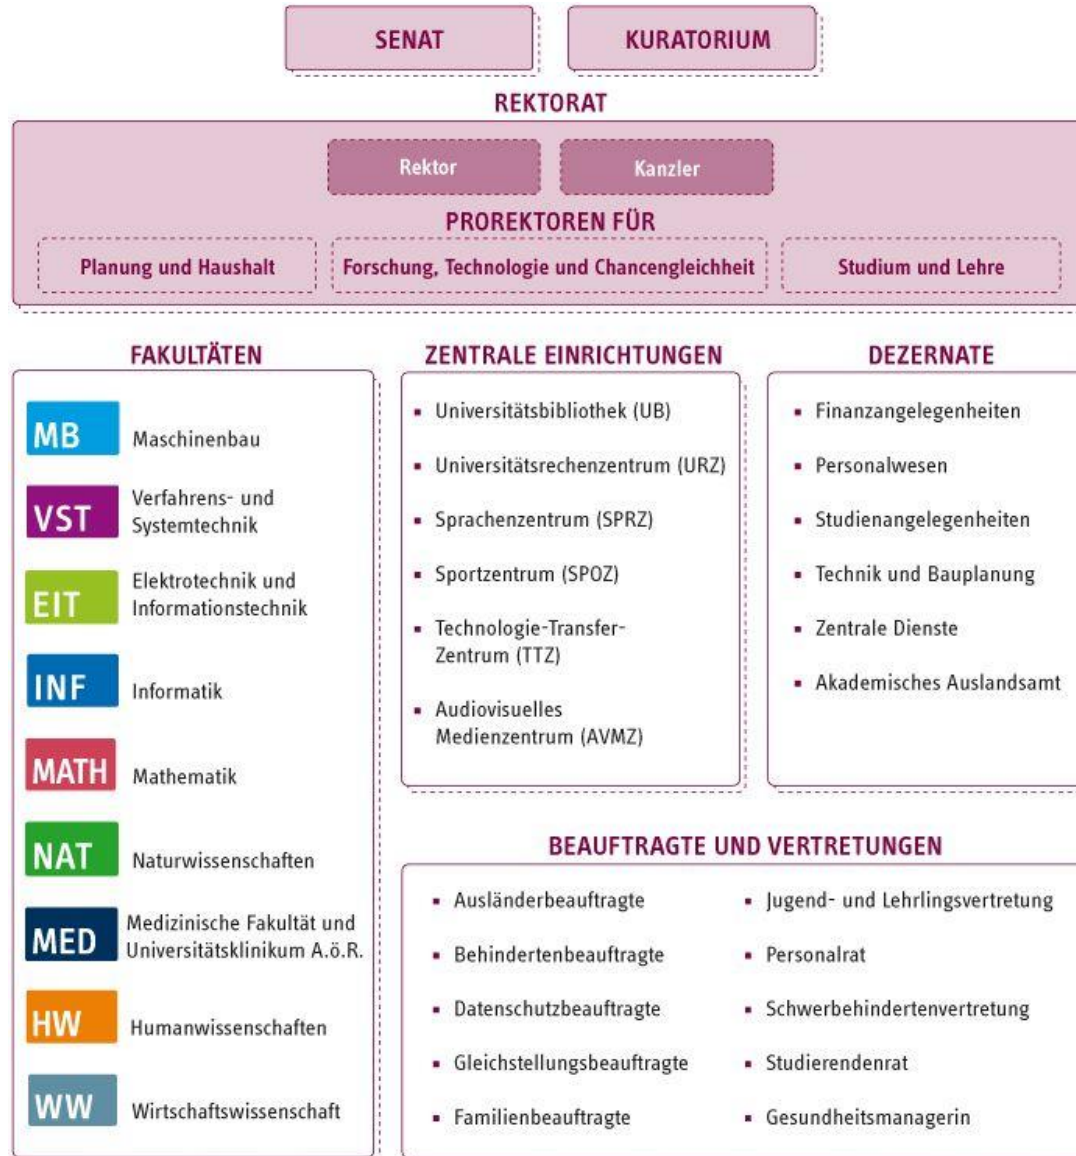 SENAT
KURATORIUM
REKTORAT
Rektor
Kanzler
PROREKTOREN FÜR
Planung und Haushalt
Forschung, Technologie und Chancengleichheit
Studium und Lehre
FAKULTÄTEN
MB
Maschinenbau
VST
Verfahrens- und
Systemtechnik
EIT
Elektrotechnik und
Informationstechnik
INF
Informatik
MATH
Mathematik
NAT
Naturwissenschaften
MED
Medizinische Fakultät und
Universitätsklinikum A.ö.R.
HW
Humanwissenschaften
WW
Wirtschaftswissenschaft
ZENTRALE EINRICHTUNGEN
▪ Universitätsbibliothek (UB)
▪ Universitätsrechenzentrum (URZ)
▪ Sprachenzentrum (SPRZ)
▪ Sportzentrum (SPOZ)
▪ Technologie-Transfer-
Zentrum (TTZ)
▪ Audiovisuelles
Medienzentrum (AVMZ)
DEZERNATE
▪ Finanzangelegenheiten
▪ Personalwesen
▪ Studienangelegenheiten
▪ Technik und Bauplanung
▪ Zentrale Dienste
▪ Akademisches Auslandsamt
BEAUFTRAGTE UND VERTRETUNGEN
▪ Ausländerbeauftragte
▪ Behindertenbeauftragte
▪ Datenschutzbeauftragte
▪ Gleichstellungsbeauftragte
▪ Familienbeauftragte
▪ Jugend- und Lehrlingsvertretung
▪ Personalrat
▪ Schwerbehindertenvertretung
▪ Studierendenrat
▪ Gesundheitsmanagerin